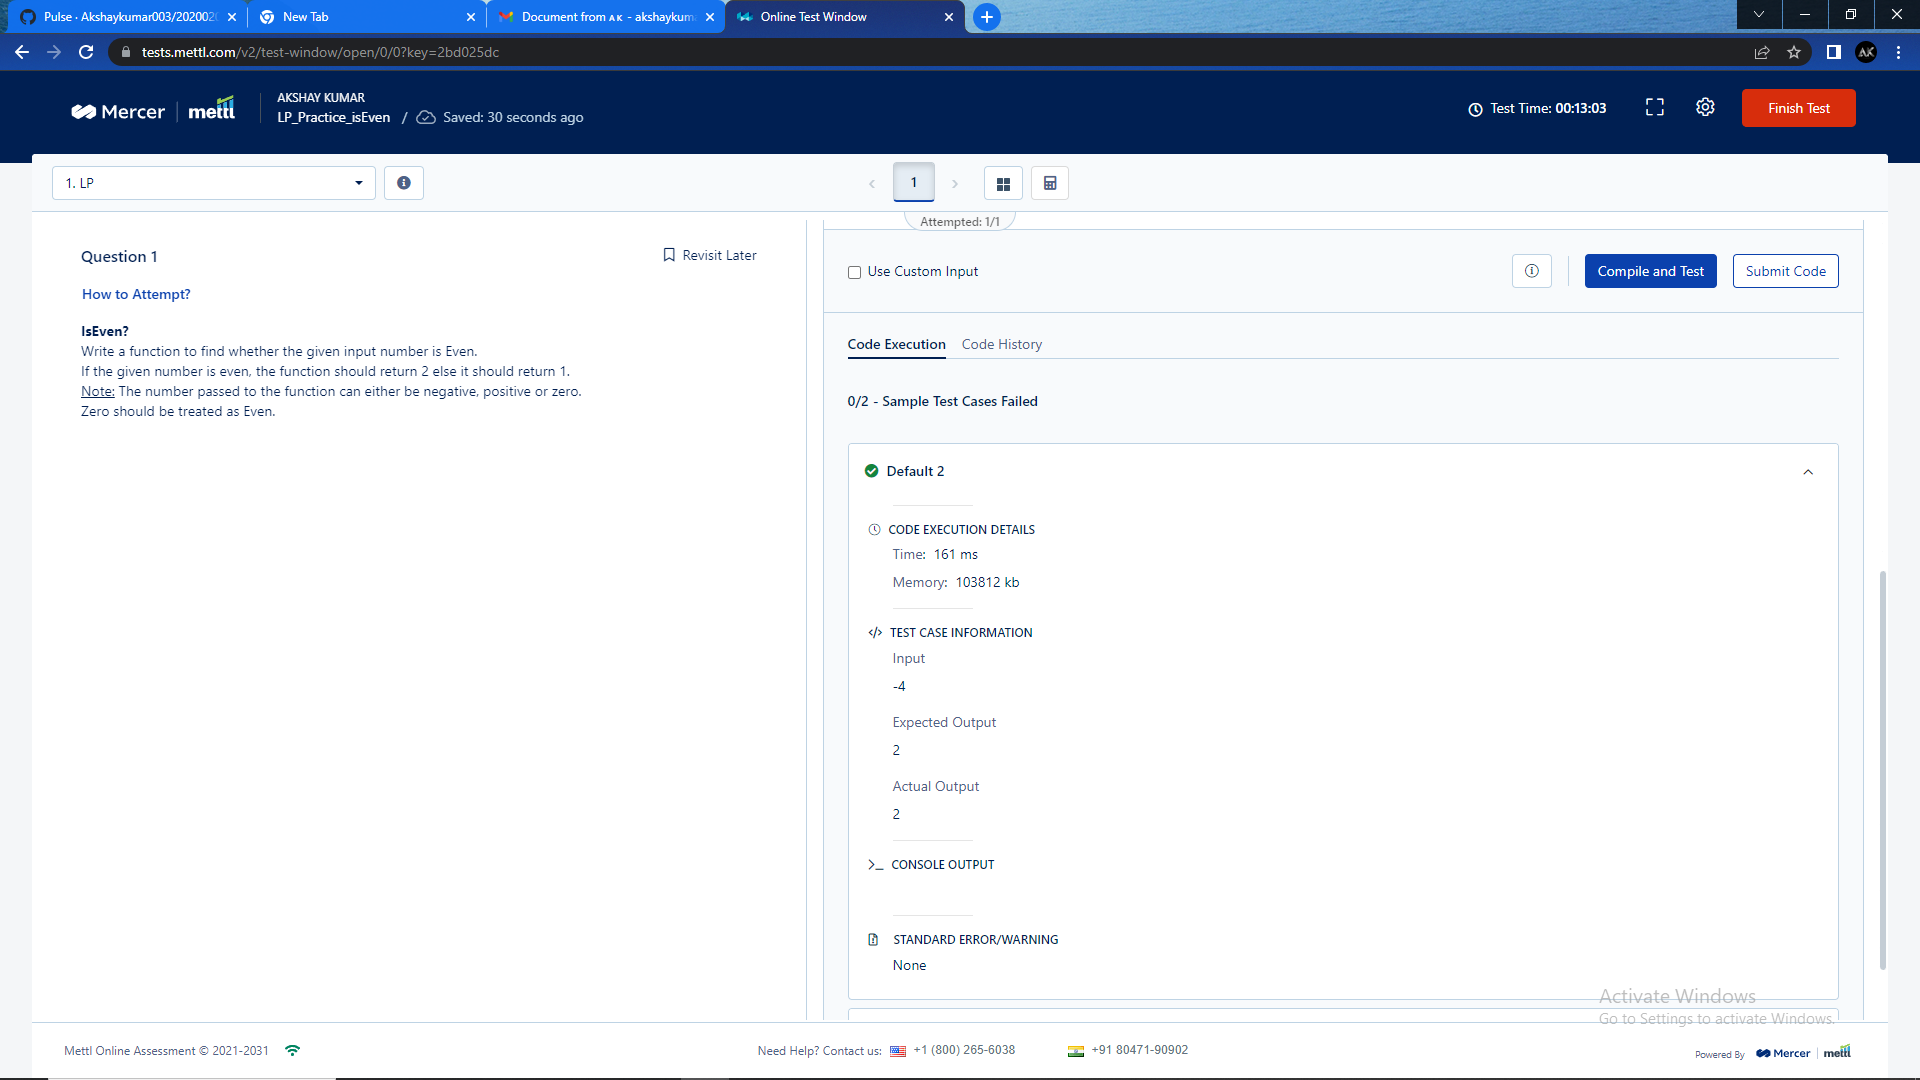 Pulse · Akshaykumar003/202002
New Tab
Document from ᴀᴋ - akshaykum
Online Test Window
tests.mettl.com/v2/test-window/open/0/0?key=2bd025dc
AK
Mercer | mettl
AKSHAY KUMAR
LP_Practice_isEven / Saved: 30 seconds ago
Test Time: 00:13:03
Finish Test
1. LP
1
Attempted: 1/1
Question 1
Revisit Later
How to Attempt?
IsEven?
Write a function to find whether the given input number is Even.
If the given number is even, the function should return 2 else it should return 1.
Note: The number passed to the function can either be negative, positive or zero.
Zero should be treated as Even.
Use Custom Input
Compile and Test
Submit Code
Code Execution
Code History
0/2 - Sample Test Cases Failed
Default 2
CODE EXECUTION DETAILS
Time: 161 ms
Memory: 103812 kb
</> TEST CASE INFORMATION
Input
-4
Expected Output
2
Actual Output
2
>_ CONSOLE OUTPUT
STANDARD ERROR/WARNING
None
Activate Windows
Go to Settings to activate Windows.
Mettl Online Assessment © 2021-2031
Need Help? Contact us: +1 (800) 265-6038
+91 80471-90902
Powered By Mercer | mettl